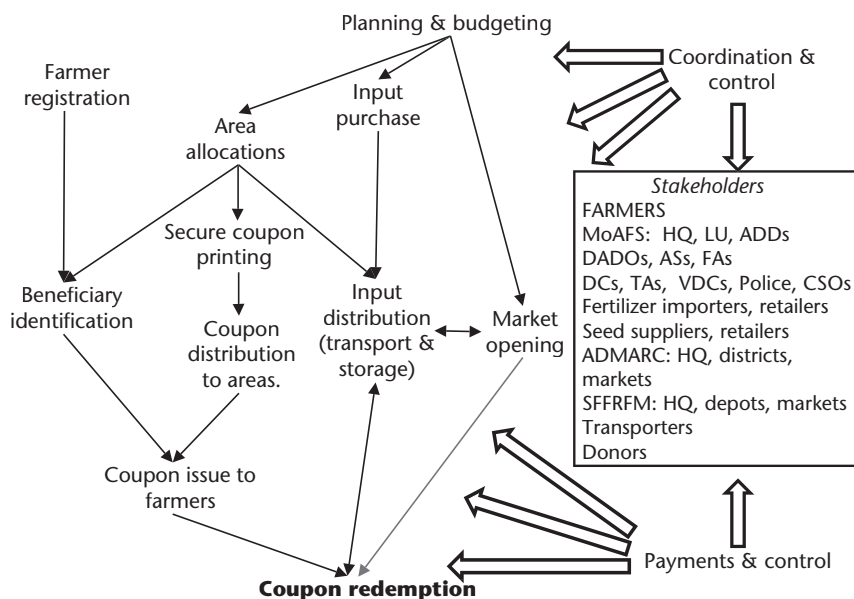 Planning & budgeting
Coordination &
control
Farmer
registration
Input
purchase
Area
allocations
Stakeholders
FARMERS
MoAFS: HQ, LU, ADDs
DADOs, ASs, FAs
DCs, TAs, VDCs, Police, CSOs
Fertilizer importers, retailers
Seed suppliers, retailers
ADMARC: HQ, districts,
markets
SFFRFM: HQ, depots, markets
Transporters
Donors
Secure coupon
printing
Beneficiary
identification
Input
distribution
(transport &
storage)
Market
opening
Coupon
distribution
to areas.
Coupon issue to
farmers
Payments & control
Coupon redemption